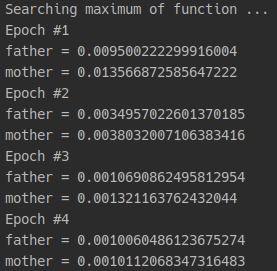 Searching maximum of function ...
Epoch #1
father = 0.009500222299916004
mother = 0.013566872585647222
Epoch #2
father = 0.0034957022601370185
mother = 0.0038032007106383416
Epoch #3
father = 0.0010690862495812954
mother = 0.001321163762432044
Epoch #4
father = 0.0010060486123675274
mother = 0.0010112068347316483